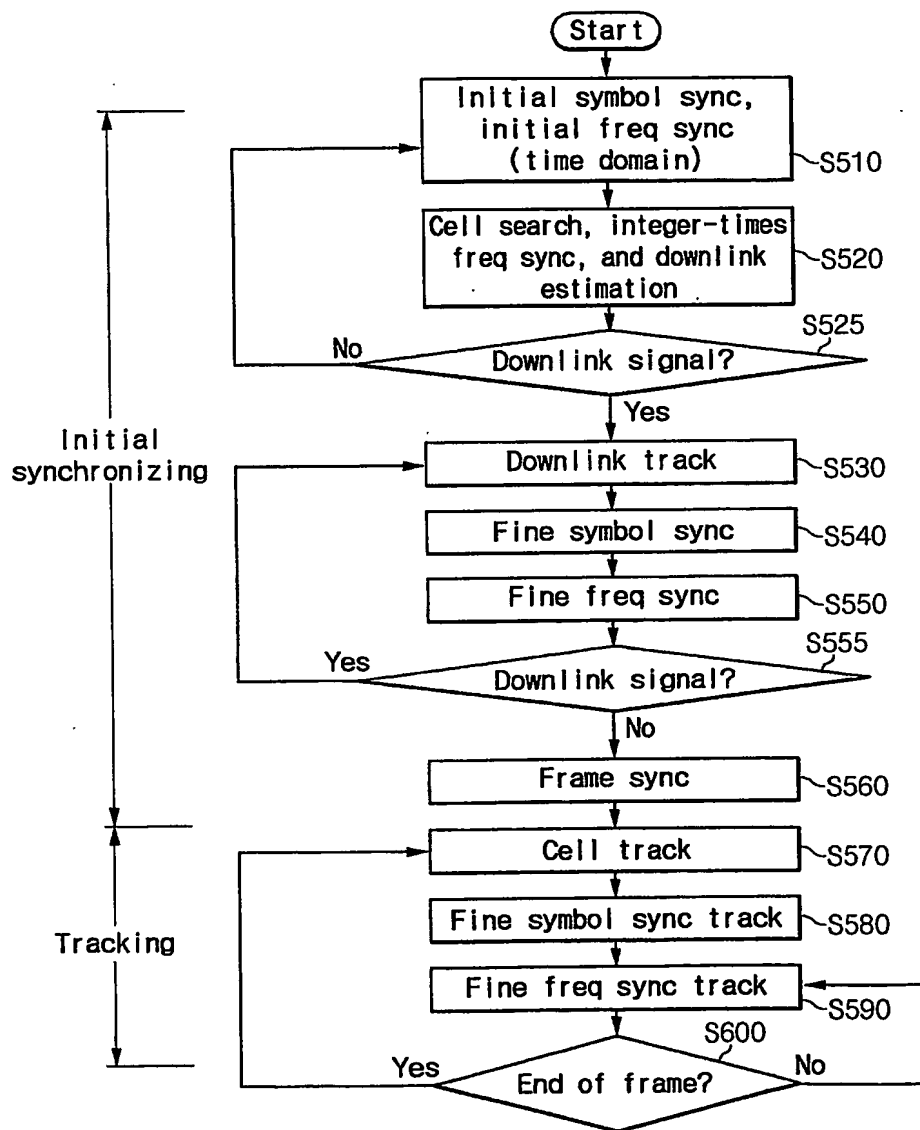 Start
Initial symbol sync,
initial freq sync
(time domain)
S510
Cell search, integer-times
freq sync, and downlink
estimation
S520
S525
No
Downlink signal?
Yes
Initial
synchronizing
Downlink track
S530
Fine symbol sync
S540
Fine freq sync
S550
S555
Yes
Downlink signal?
No
Frame sync
S560
Cell track
S570
Fine symbol sync track
S580
Tracking
Fine freq sync track
S590
S600
Yes
No
End of frame?